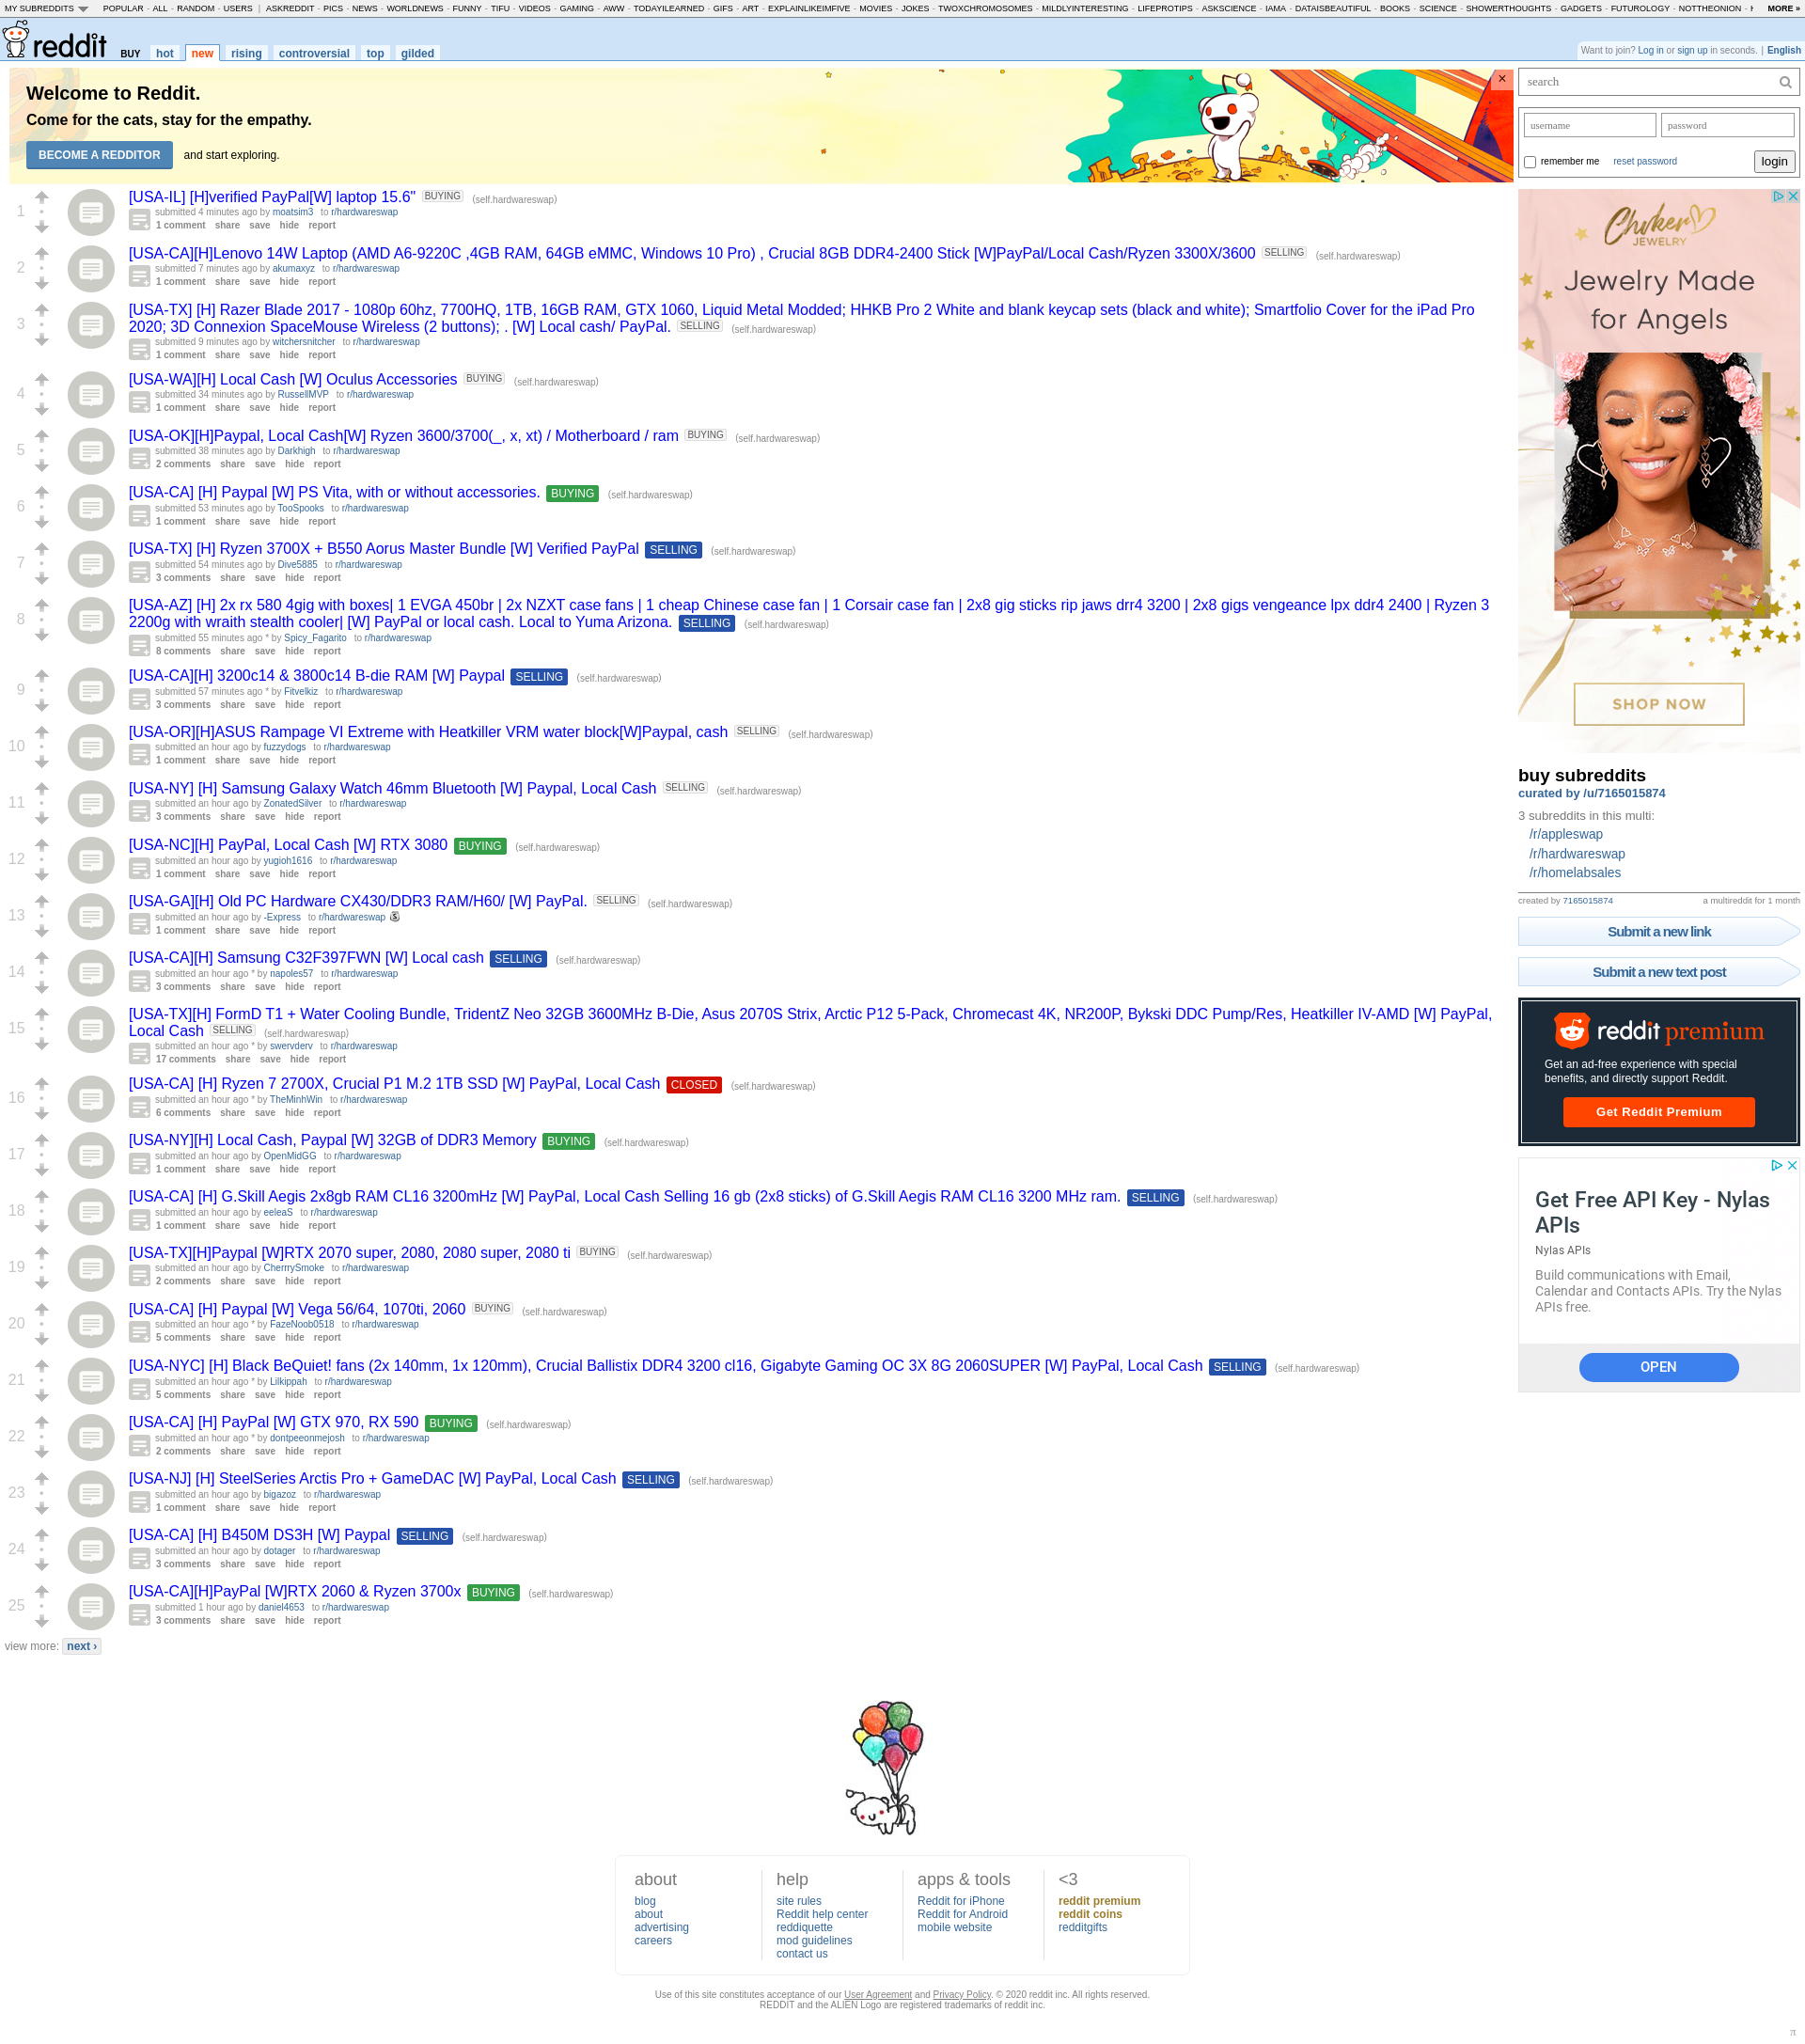 MY SUBREDDITS POPULAR - ALL - RANDOM - USERS | ASKREDDIT - PICS - NEWS - WORLDNEWS - FUNNY - TIFU - VIDEOS - GAMING - AWW - TODAYILEARNED - GIFS - ART - EXPLAINLIKEIMFIVE - MOVIES - JOKES - TWOXCHROMOSOMES - MILDLYINTERESTING - LIFEPROTIPS - ASKSCIENCE - IAMA - DATAISBEAUTIFUL - BOOKS - SCIENCE - SHOWERTHOUGHTS - GADGETS - FUTUROLOGY - NOTTHEONION - MORE »
reddit BUY hot new rising controversial top gilded
Want to join? Log in or sign up in seconds. | English
Welcome to Reddit.
Come for the cats, stay for the empathy.
BECOME A REDDITOR and start exploring.
×
1
[USA-IL] [H]verified PayPal[W] laptop 15.6" BUYING (self.hardwareswap)
submitted 4 minutes ago by moatsim3 to r/hardwareswap
1 comment share save hide report
2
[USA-CA][H]Lenovo 14W Laptop (AMD A6-9220C ,4GB RAM, 64GB eMMC, Windows 10 Pro) , Crucial 8GB DDR4-2400 Stick [W]PayPal/Local Cash/Ryzen 3300X/3600 SELLING (self.hardwareswap)
submitted 7 minutes ago by akumaxyz to r/hardwareswap
1 comment share save hide report
3
[USA-TX] [H] Razer Blade 2017 - 1080p 60hz, 7700HQ, 1TB, 16GB RAM, GTX 1060, Liquid Metal Modded; HHKB Pro 2 White and blank keycap sets (black and white); Smartfolio Cover for the iPad Pro
2020; 3D Connexion SpaceMouse Wireless (2 buttons); . [W] Local cash/ PayPal. SELLING (self.hardwareswap)
submitted 9 minutes ago by witchersnitcher to r/hardwareswap
1 comment share save hide report
4
[USA-WA][H] Local Cash [W] Oculus Accessories BUYING (self.hardwareswap)
submitted 34 minutes ago by RussellMVP to r/hardwareswap
1 comment share save hide report
5
[USA-OK][H]Paypal, Local Cash[W] Ryzen 3600/3700(_, x, xt) / Motherboard / ram BUYING (self.hardwareswap)
submitted 38 minutes ago by Darkhigh to r/hardwareswap
2 comments share save hide report
6
[USA-CA] [H] Paypal [W] PS Vita, with or without accessories. BUYING (self.hardwareswap)
submitted 53 minutes ago by TooSpooks to r/hardwareswap
1 comment share save hide report
7
[USA-TX] [H] Ryzen 3700X + B550 Aorus Master Bundle [W] Verified PayPal SELLING (self.hardwareswap)
submitted 54 minutes ago by Dive5885 to r/hardwareswap
3 comments share save hide report
8
[USA-AZ] [H] 2x rx 580 4gig with boxes| 1 EVGA 450br | 2x NZXT case fans | 1 cheap Chinese case fan | 1 Corsair case fan | 2x8 gig sticks rip jaws drr4 3200 | 2x8 gigs vengeance lpx ddr4 2400 | Ryzen 3
2200g with wraith stealth cooler| [W] PayPal or local cash. Local to Yuma Arizona. SELLING (self.hardwareswap)
submitted 55 minutes ago * by Spicy_Fagarito to r/hardwareswap
8 comments share save hide report
9
[USA-CA][H] 3200c14 & 3800c14 B-die RAM [W] Paypal SELLING (self.hardwareswap)
submitted 57 minutes ago * by Fitvelkiz to r/hardwareswap
3 comments share save hide report
10
[USA-OR][H]ASUS Rampage VI Extreme with Heatkiller VRM water block[W]Paypal, cash SELLING (self.hardwareswap)
submitted an hour ago by fuzzydogs to r/hardwareswap
1 comment share save hide report
11
[USA-NY] [H] Samsung Galaxy Watch 46mm Bluetooth [W] Paypal, Local Cash SELLING (self.hardwareswap)
submitted an hour ago by ZonatedSilver to r/hardwareswap
3 comments share save hide report
12
[USA-NC][H] PayPal, Local Cash [W] RTX 3080 BUYING (self.hardwareswap)
submitted an hour ago by yugioh1616 to r/hardwareswap
1 comment share save hide report
13
[USA-GA][H] Old PC Hardware CX430/DDR3 RAM/H60/ [W] PayPal. SELLING (self.hardwareswap)
submitted an hour ago by -Express to r/hardwareswap
1 comment share save hide report
14
[USA-CA][H] Samsung C32F397FWN [W] Local cash SELLING (self.hardwareswap)
submitted an hour ago * by napoles57 to r/hardwareswap
3 comments share save hide report
15
[USA-TX][H] FormD T1 + Water Cooling Bundle, TridentZ Neo 32GB 3600MHz B-Die, Asus 2070S Strix, Arctic P12 5-Pack, Chromecast 4K, NR200P, Bykski DDC Pump/Res, Heatkiller IV-AMD [W] PayPal,
Local Cash SELLING (self.hardwareswap)
submitted an hour ago * by swervderv to r/hardwareswap
17 comments share save hide report
16
[USA-CA] [H] Ryzen 7 2700X, Crucial P1 M.2 1TB SSD [W] PayPal, Local Cash CLOSED (self.hardwareswap)
submitted an hour ago * by TheMinhWin to r/hardwareswap
6 comments share save hide report
17
[USA-NY][H] Local Cash, Paypal [W] 32GB of DDR3 Memory BUYING (self.hardwareswap)
submitted an hour ago by OpenMidGG to r/hardwareswap
1 comment share save hide report
18
[USA-CA] [H] G.Skill Aegis 2x8gb RAM CL16 3200mHz [W] PayPal, Local Cash Selling 16 gb (2x8 sticks) of G.Skill Aegis RAM CL16 3200 MHz ram. SELLING (self.hardwareswap)
submitted an hour ago by eeleaS to r/hardwareswap
1 comment share save hide report
19
[USA-TX][H]Paypal [W]RTX 2070 super, 2080, 2080 super, 2080 ti BUYING (self.hardwareswap)
submitted an hour ago by CherrrySmoke to r/hardwareswap
2 comments share save hide report
20
[USA-CA] [H] Paypal [W] Vega 56/64, 1070ti, 2060 BUYING (self.hardwareswap)
submitted an hour ago * by FazeNoob0518 to r/hardwareswap
5 comments share save hide report
21
[USA-NYC] [H] Black BeQuiet! fans (2x 140mm, 1x 120mm), Crucial Ballistix DDR4 3200 cl16, Gigabyte Gaming OC 3X 8G 2060SUPER [W] PayPal, Local Cash SELLING (self.hardwareswap)
submitted an hour ago * by Lilkippah to r/hardwareswap
5 comments share save hide report
22
[USA-CA] [H] PayPal [W] GTX 970, RX 590 BUYING (self.hardwareswap)
submitted an hour ago * by dontpeeonmejosh to r/hardwareswap
2 comments share save hide report
23
[USA-NJ] [H] SteelSeries Arctis Pro + GameDAC [W] PayPal, Local Cash SELLING (self.hardwareswap)
submitted an hour ago by bigazoz to r/hardwareswap
1 comment share save hide report
24
[USA-CA] [H] B450M DS3H [W] Paypal SELLING (self.hardwareswap)
submitted an hour ago by dotager to r/hardwareswap
3 comments share save hide report
25
[USA-CA][H]PayPal [W]RTX 2060 & Ryzen 3700x BUYING (self.hardwareswap)
submitted 1 hour ago by daniel4653 to r/hardwareswap
3 comments share save hide report
view more: next ›
search
username password
remember me reset password login
Chvker
JEWELRY
Jewelry Made
for Angels
SHOP NOW
buy subreddits
curated by /u/7165015874
3 subreddits in this multi:
/r/appleswap
/r/hardwareswap
/r/homelabsales
created by 7165015874 a multireddit for 1 month
Submit a new link
Submit a new text post
reddit premium
Get an ad-free experience with special
benefits, and directly support Reddit.
Get Reddit Premium
Get Free API Key - Nylas
APIs
Nylas APIs
Build communications with Email,
Calendar and Contacts APIs. Try the Nylas
APIs free.
OPEN
about
blog
about
advertising
careers
help
site rules
Reddit help center
reddiquette
mod guidelines
contact us
apps & tools
Reddit for iPhone
Reddit for Android
mobile website
<3
reddit premium
reddit coins
redditgifts
Use of this site constitutes acceptance of our User Agreement and Privacy Policy. © 2020 reddit inc. All rights reserved.
REDDIT and the ALIEN Logo are registered trademarks of reddit inc.
π